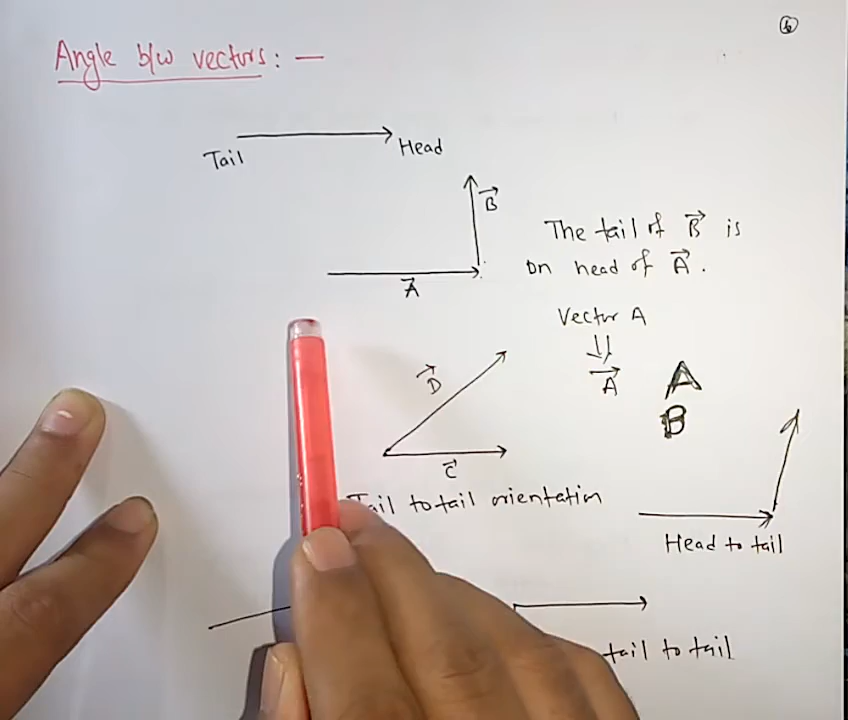 6
Angle b/w vectors: —
Tail
Head
B
A
The tail of B is
on head of A.
Vector A
A
A
B
D
C
Tail to tail orientation
Head to tail
tail to tail